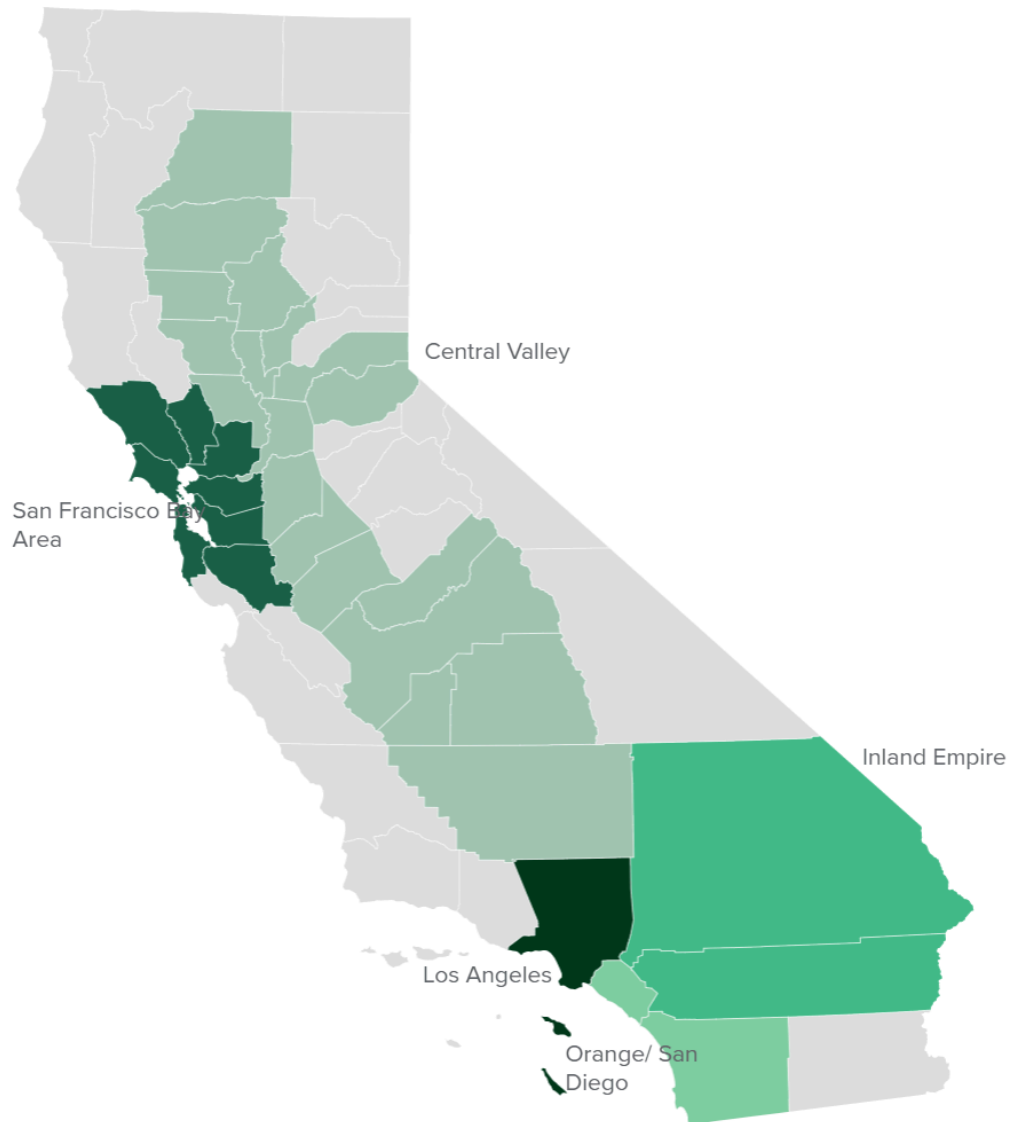 Central Valley
San Francisco Bay
Area
Inland Empire
Los Angeles
Orange/ San
Diego